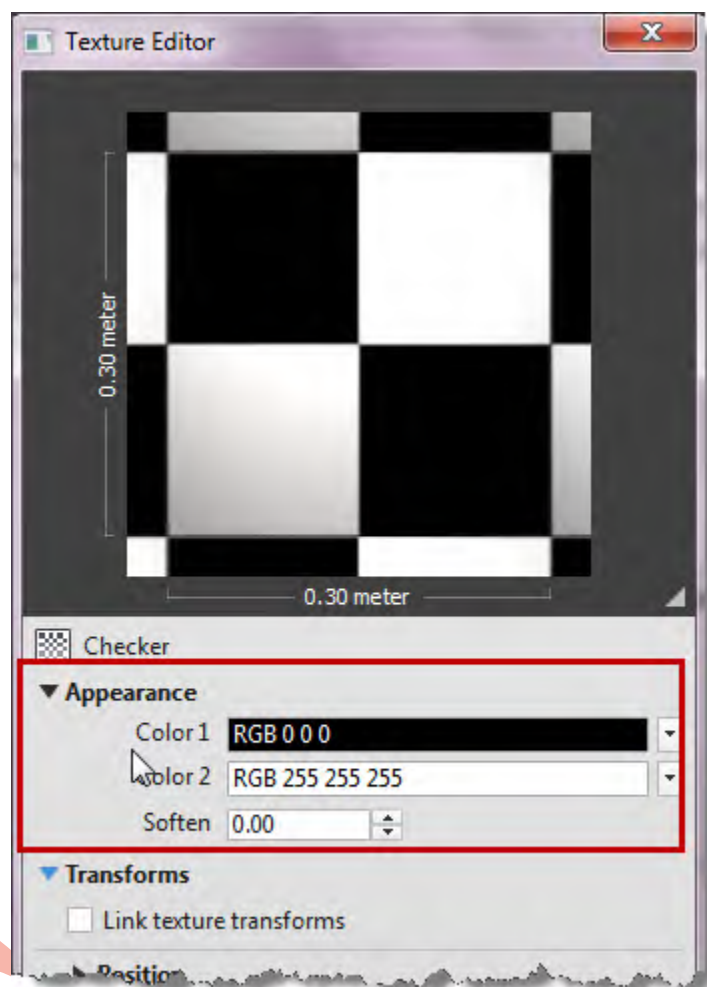 Texture Editor
0.30 meter
0.30 meter
Checker
Appearance
Color 1 RGB 0 0 0
Color 2 RGB 255 255 255
Soften 0.00
Transforms
Link texture transforms
Position